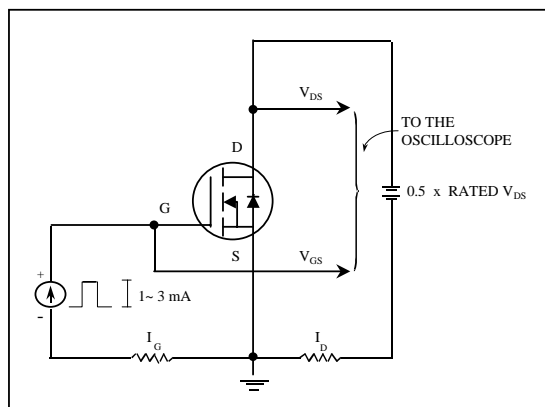 V_DS
TO THE
OSCILLOSCOPE
D
0.5 x RATED V_DS
G
S
V_GS
+
1~ 3 mA
-
I_G
I_D